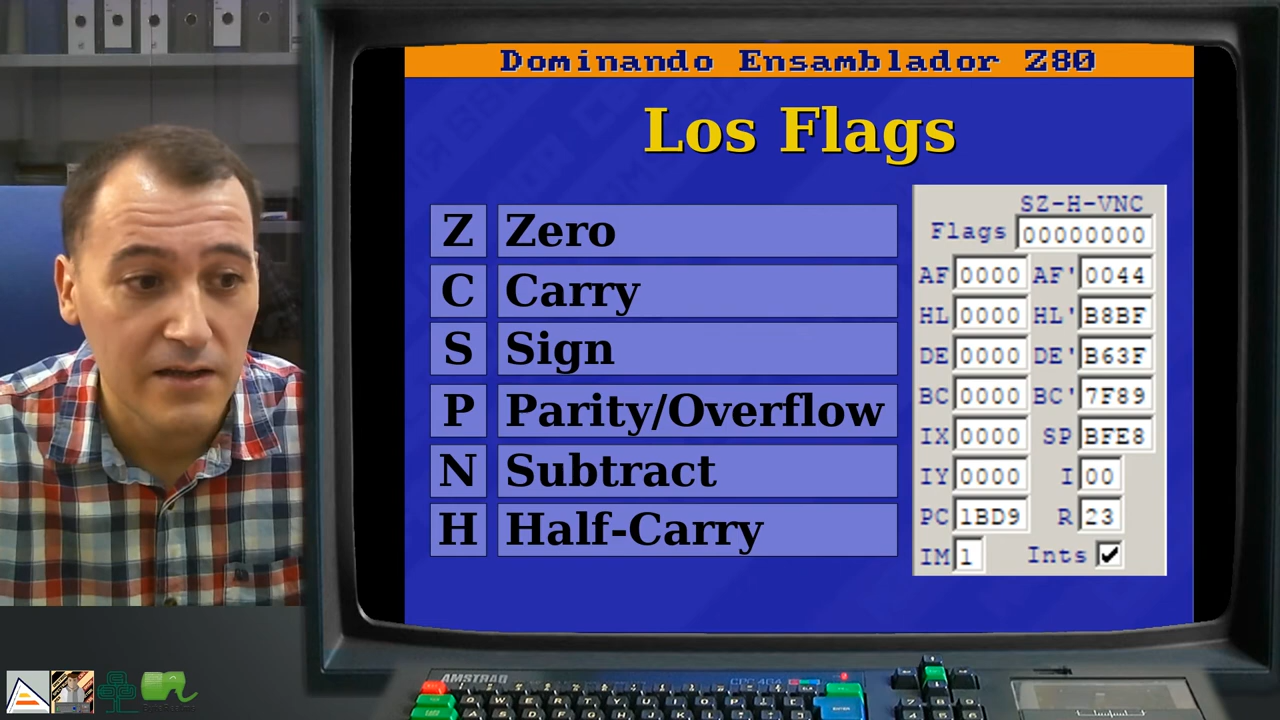 Dominando Ensamblador Z80
Los Flags
Z Zero
C Carry
S Sign
P Parity/Overflow
N Subtract
H Half-Carry
SZ-H-VNC
Flags 00000000
AF 0000 AF' 0044
HL 0000 HL' B8BF
DE 0000 DE' B63F
BC 0000 BC' 7F89
IX 0000 SP BFE8
IY 0000 I 00
PC 1BD9 R 23
IM 1 Ints
AMSTRAD